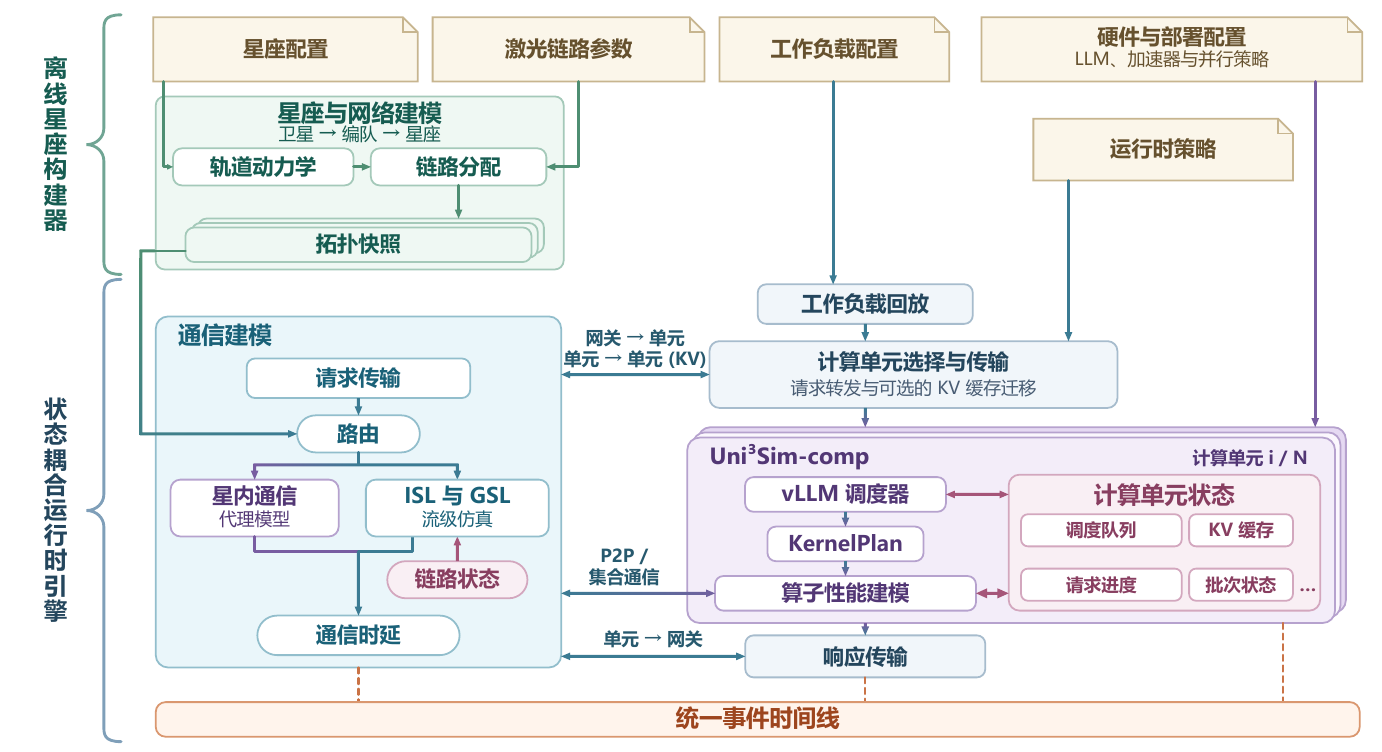 星座配置
激光链路参数
工作负载配置
硬件与部署配置
LLM、加速器与并行策略
离线星座构建器
星座与网络建模
卫星 → 编队 → 星座
轨道动力学
链路分配
拓扑快照
运行时策略
工作负载回放
状态耦合运行时引擎
通信建模
请求传输
路由
星内通信
代理模型
ISL 与 GSL
流级仿真
链路状态
通信时延
网关 → 单元
单元 → 单元 (KV)
计算单元选择与传输
请求转发与可选的 KV 缓存迁移
Uni³Sim-comp
计算单元 i / N
vLLM 调度器
KernelPlan
算子性能建模
计算单元状态
调度队列
KV 缓存
请求进度
批次状态
...
P2P /
集合通信
单元 → 网关
响应传输
统一事件时间线